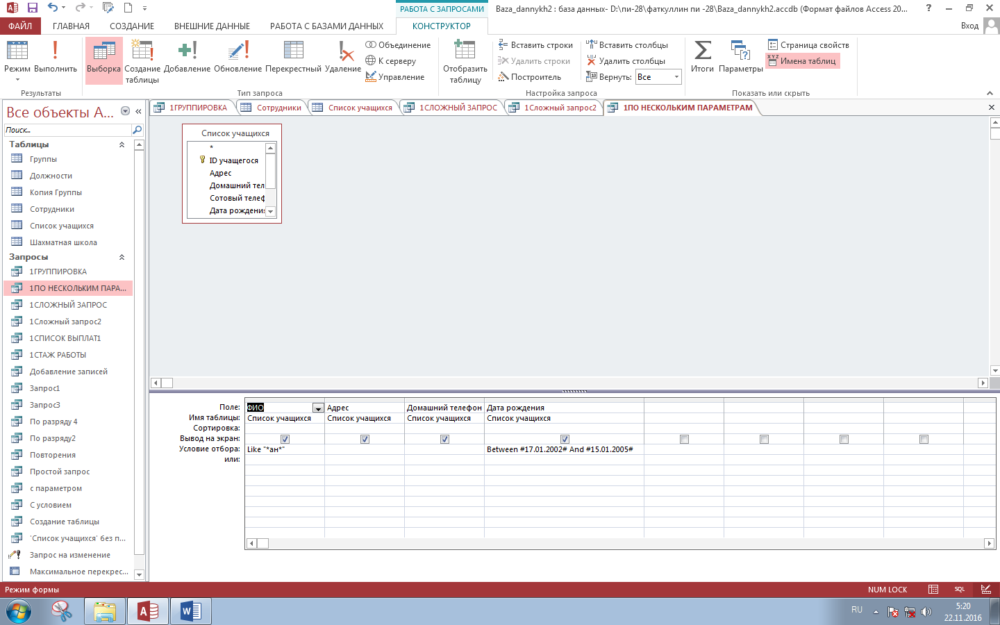 РАБОТА С ЗАПРОСАМИ
Baza_dannykh2 : база данных- D:\пи-28\фаткуллин пи -28\Baza_dannykh2.accdb (Формат файлов Access 20...
ФАЙЛ ГЛАВНАЯ СОЗДАНИЕ ВНЕШНИЕ ДАННЫЕ РАБОТА С БАЗАМИ ДАННЫХ КОНСТРУКТОР Вход
Режим Выполнить
Результаты
Выборка Создание таблицы Добавление Обновление Перекрестный Удаление
Объединение
К серверу
Управление
Тип запроса
Отобразить таблицу
Вставить строки
Удалить строки
Построитель
Вставить столбцы
Удалить столбцы
Вернуть: Все
Настройка запроса
Итоги Параметры
Страница свойств
XYZ Имена таблиц
Показать или скрыть
Все объекты A...
Поиск...
Таблицы
Группы
Должности
Копия Группы
Сотрудники
Список учащихся
Шахматная школа
Запросы
1ГРУППИРОВКА
1ПО НЕСКОЛЬКИМ ПАРА...
1СЛОЖНЫЙ ЗАПРОС
1Сложный запрос2
1СПИСОК ВЫПЛАТ1
1СТАЖ РАБОТЫ
Добавление записей
Запрос1
Запрос3
По разряду 4
По разряду2
Повторения
Простой запрос
с параметром
С условием
Создание таблицы
'Список учащихся' без п...
Запрос на изменение
Максимальное перекрес...
1ГРУППИРОВКА Сотрудники Список учащихся 1СЛОЖНЫЙ ЗАПРОС 1Сложный запрос2 1ПО НЕСКОЛЬКИМ ПАРАМЕТРАМ
Список учащихся
*
ID учащегося
Адрес
Домашний тел
Сотовый телеф
Дата рождения
Поле: ФИО Адрес Домашний телефон Дата рождения
Имя таблицы: Список учащихся Список учащихся Список учащихся Список учащихся
Сортировка:
Вывод на экран:
Условие отбора: Like "*ан*" Between #17.01.2002# And #15.01.2005#
или:
Режим формы NUM LOCK SQL
RU 5:20
22.11.2016